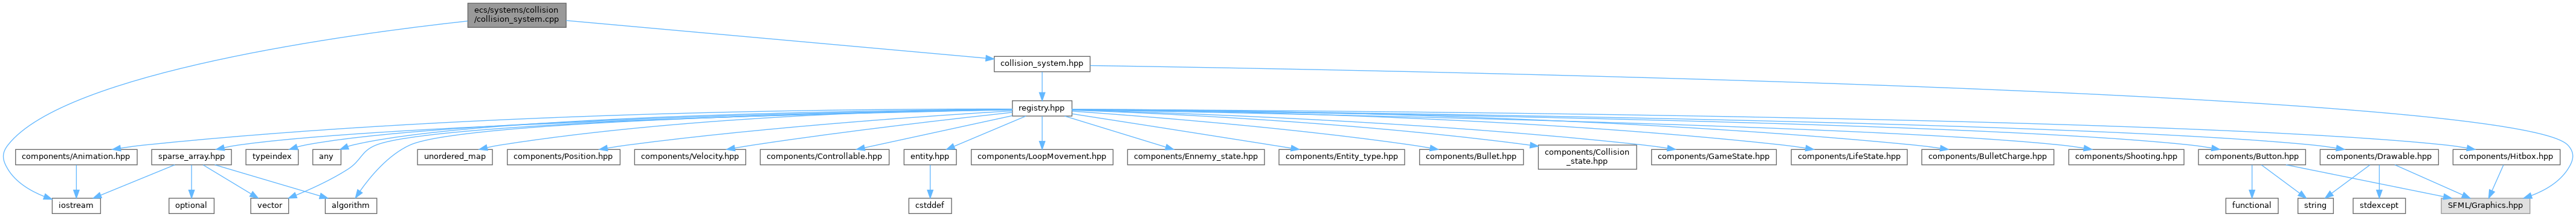 ecs/systems/collision
/collision_system.cpp
collision_system.hpp
registry.hpp
components/Animation.hpp
sparse_array.hpp
typeindex
any
unordered_map
components/Position.hpp
components/Velocity.hpp
components/Controllable.hpp
entity.hpp
components/LoopMovement.hpp
components/Ennemy_state.hpp
components/Entity_type.hpp
components/Bullet.hpp
components/Collision
_state.hpp
components/GameState.hpp
components/LifeState.hpp
components/BulletCharge.hpp
components/Shooting.hpp
components/Button.hpp
components/Drawable.hpp
components/Hitbox.hpp
iostream
optional
vector
algorithm
cstddef
functional
string
stdexcept
SFML/Graphics.hpp